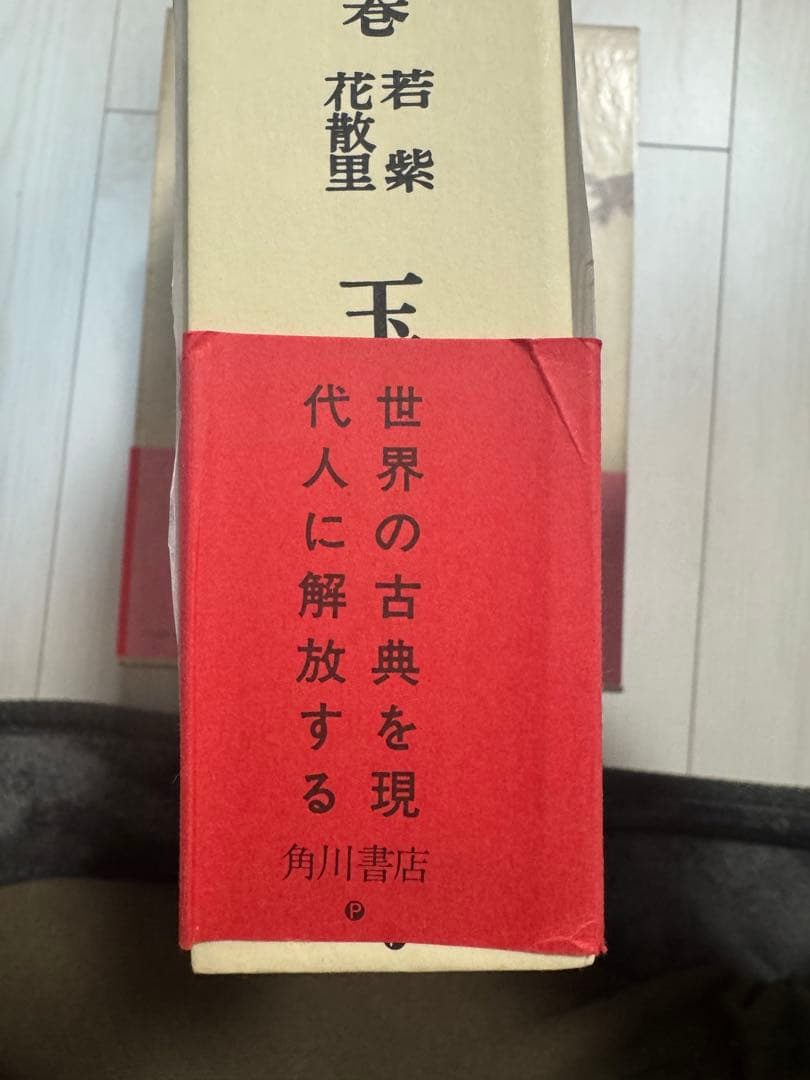 巻
若紫
花散里
玉
世界の古典を現
代人に解放する
角川書店
P